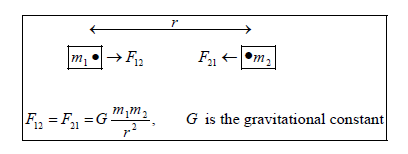 r
m₁ • → F₁₂ F₂₁ ← • m₂
F₁₂ = F₂₁ = G m₁m₂ / r², G is the gravitational constant